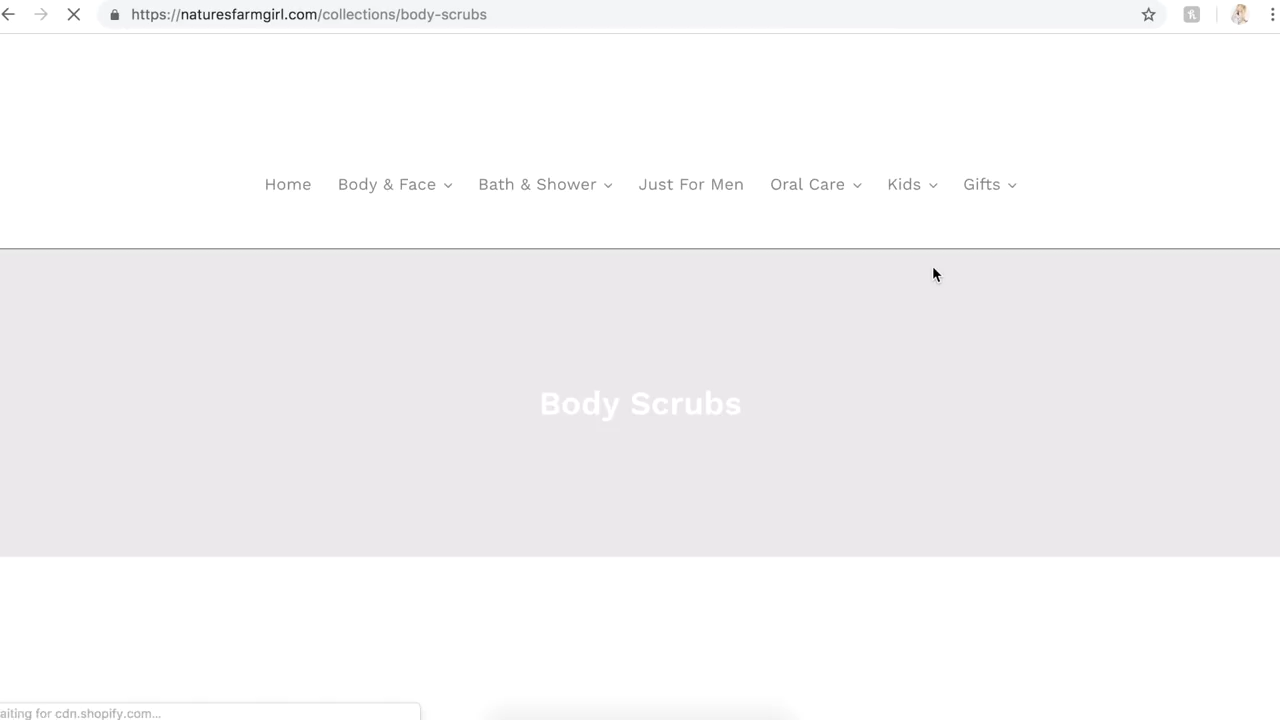 https://naturesfarmgirl.com/collections/body-scrubs
Home Body & Face Bath & Shower Just For Men Oral Care Kids Gifts
Body Scrubs
aiting for cdn.shopify.com...